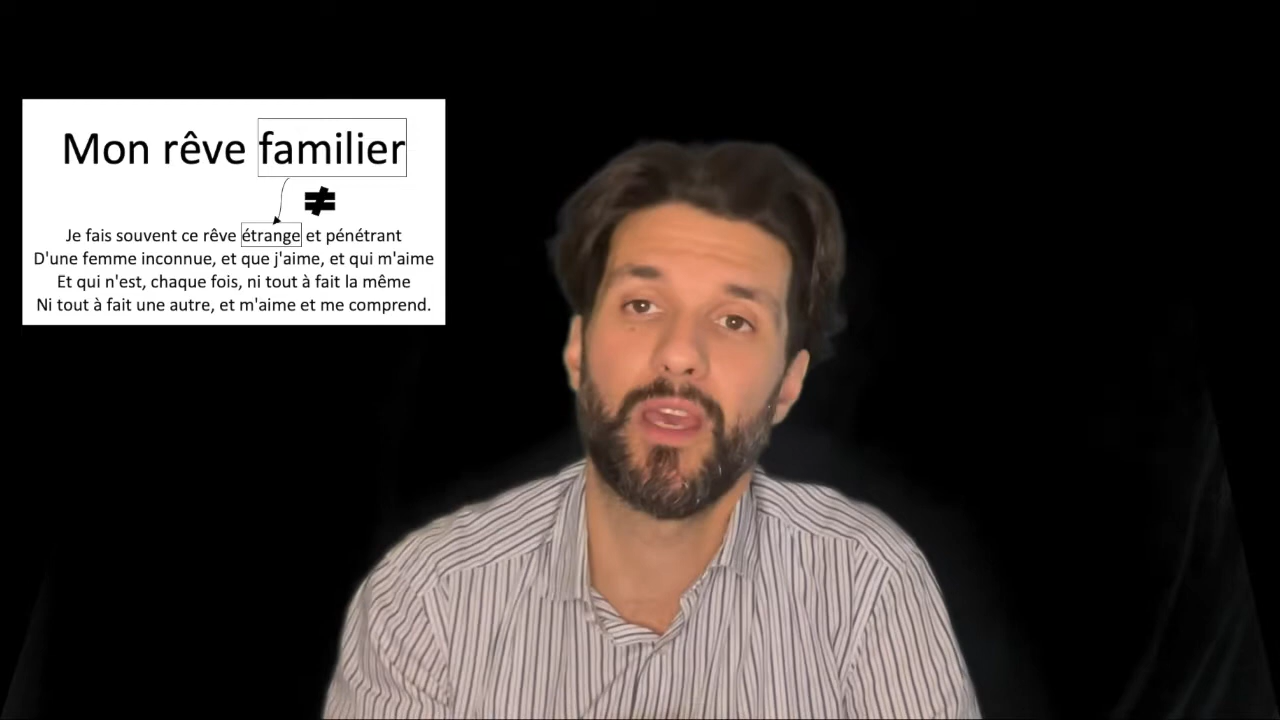 Mon rêve familier
≠
Je fais souvent ce rêve étrange et pénétrant
D'une femme inconnue, et que j'aime, et qui m'aime
Et qui n'est, chaque fois, ni tout à fait la même
Ni tout à fait une autre, et m'aime et me comprend.